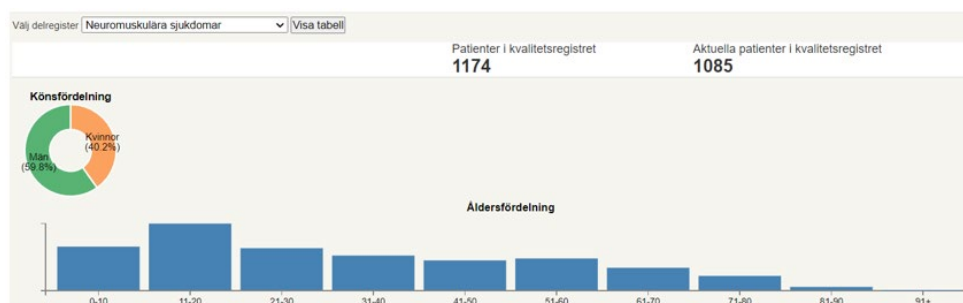 Välj delregister Neuromuskulära sjukdomar Visa tabell
Patienter i kvalitetsregistret Aktuella patienter i kvalitetsregistret
1174 1085
Könsfördelning
Kvinnor
(40.2%)
Män
(59.8%)
Åldersfördelning
0-10 11-20 21-30 31-40 41-50 51-60 61-70 71-80 81-90 91+